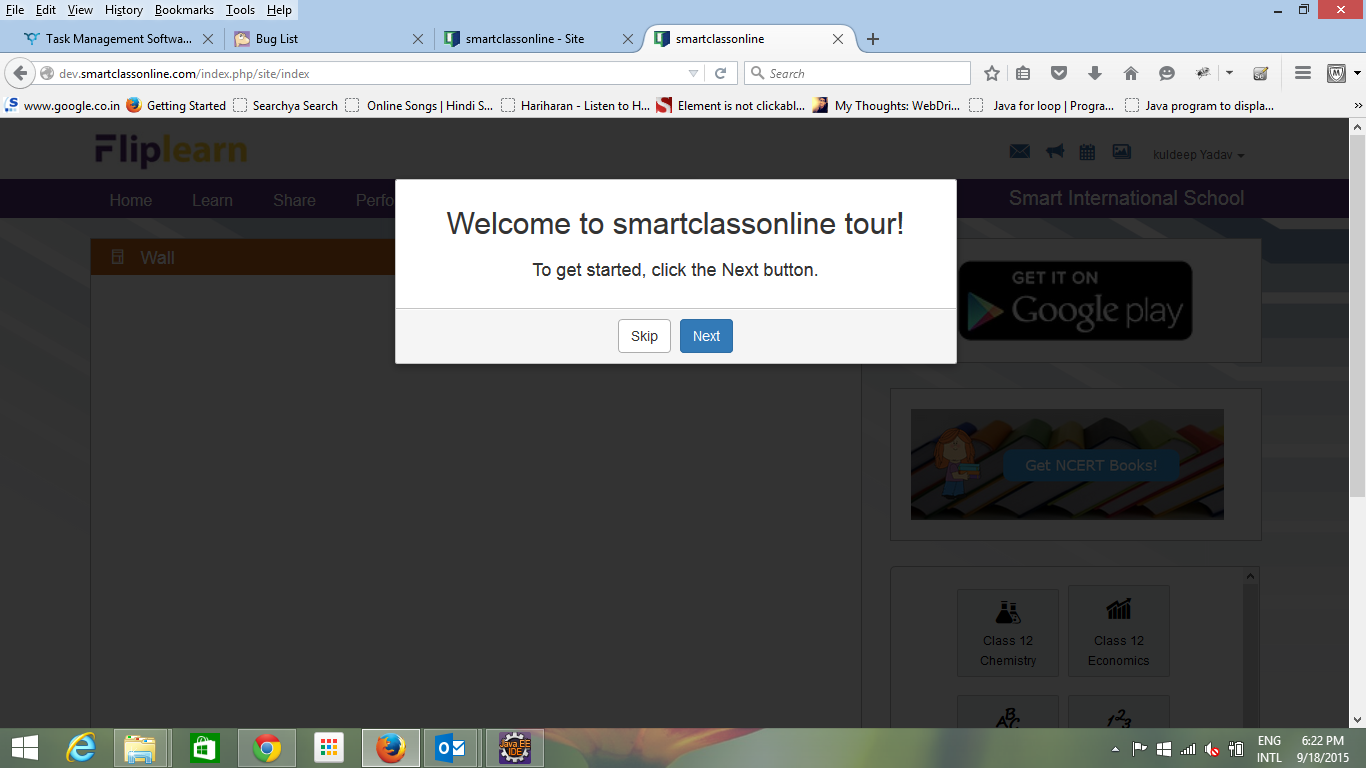 File Edit View History Bookmarks Tools Help
Task Management Softwa... Bug List smartclassonline - Site smartclassonline
dev.smartclassonline.com/index.php/site/index Search
www.google.co.in Getting Started Searchya Search Online Songs | Hindi S... Hariharan - Listen to H... Element is not clickabl... My Thoughts: WebDri... Java for loop | Progra... Java program to displa...
Fliplearn kuldeep Yadav
Home Learn Share Perfo Smart International School
Welcome to smartclassonline tour!
To get started, click the Next button.
Skip Next
Wall
GET IT ON
Google play
Get NCERT Books!
Class 12
Chemistry
Class 12
Economics
ABC
123
Java EE
IDE
ENG
INTL
6:22 PM
9/18/2015